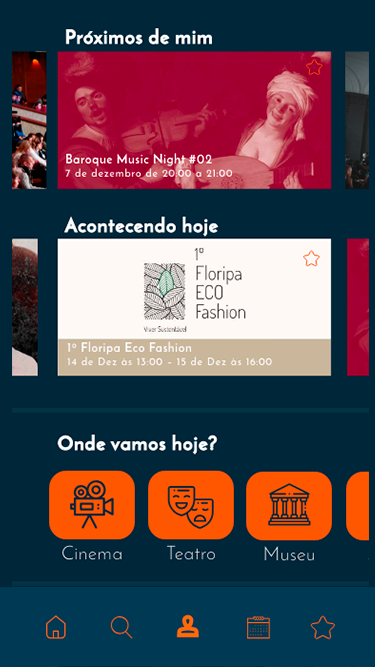 Próximos de mim
Baroque Music Night #02
7 de dezembro de 20:00 a 21:00
Acontecendo hoje
1º
Floripa
ECO
Fashion
Viver Sustentável
1º Floripa Eco Fashion
14 de Dez às 13:00 – 15 de Dez às 16:00
Onde vamos hoje?
Cinema
Teatro
Museu